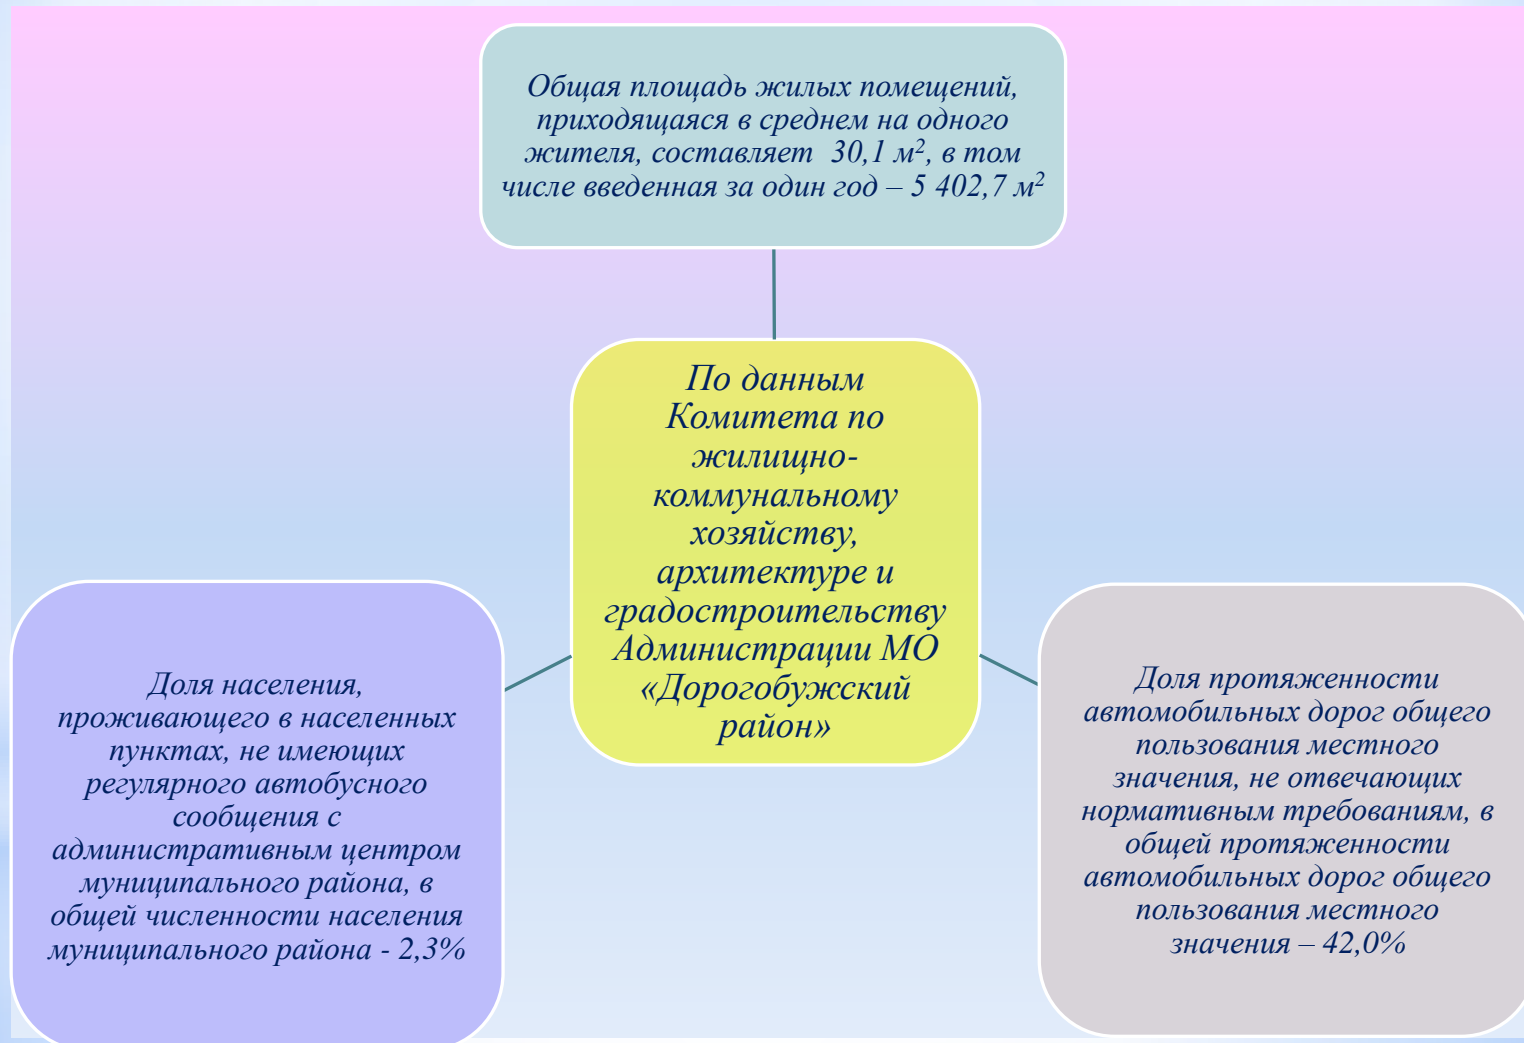 Общая площадь жилых помещений,
приходящаяся в среднем на одного
жителя, составляет 30,1 м², в том
числе введенная за один год – 5 402,7 м²
По данным
Комитета по
жилищно-
коммунальному
хозяйству,
архитектуре и
градостроительству
Администрации МО
«Дорогобужский
район»
Доля населения,
проживающего в населенных
пунктах, не имеющих
регулярного автобусного
сообщения с
административным центром
муниципального района, в
общей численности населения
муниципального района - 2,3%
Доля протяженности
автомобильных дорог общего
пользования местного
значения, не отвечающих
нормативным требованиям, в
общей протяженности
автомобильных дорог общего
пользования местного
значения – 42,0%